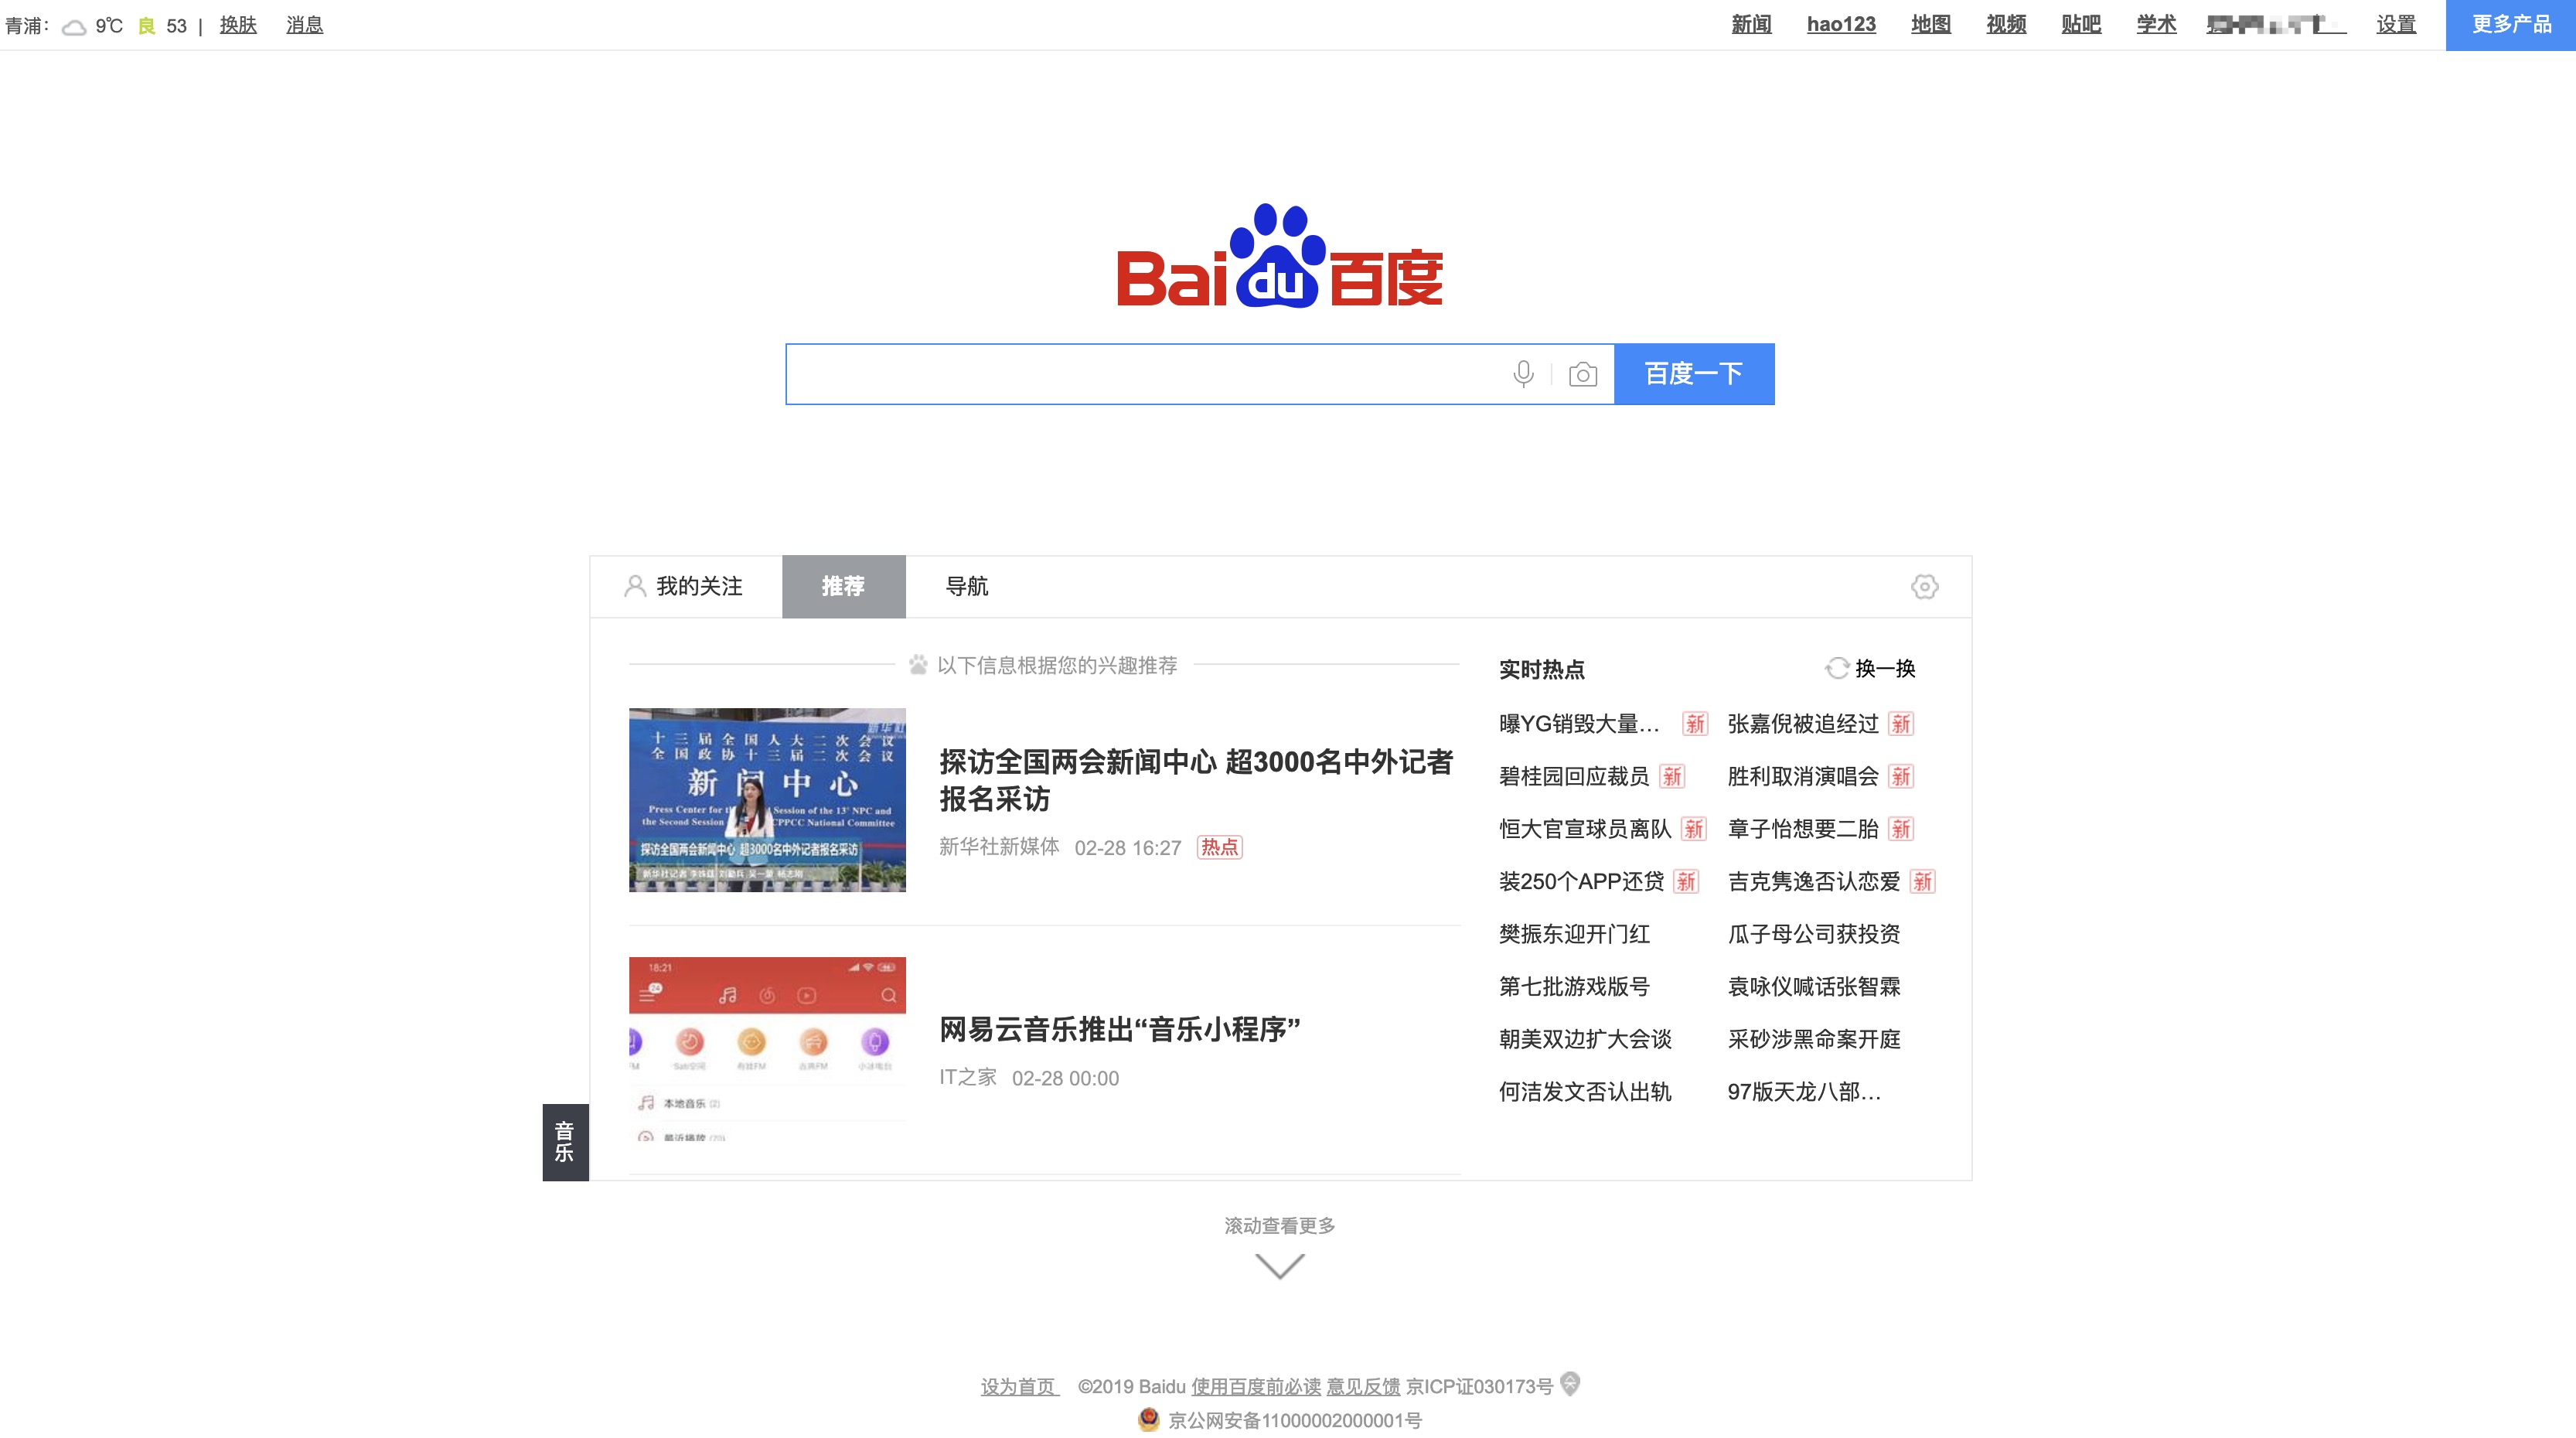 青浦： 9℃ 良 53 | 换肤 消息
新闻 hao123 地图 视频 贴吧 学术 设置 更多产品
Bai du 百度
百度一下
我的关注 推荐 导航
以下信息根据您的兴趣推荐
十三届全国人大二次会议
全国政协十三届二次会议
新闻中心
Press Center for the Session of the 13th NPC and
the Second Session CPPCC National Committee
探访全国两会新闻中心 超3000名中外记者报名采访
探访全国两会新闻中心 超3000名中外记者
报名采访
新华社新媒体 02-28 16:27 热点
18:21
24
本地音乐 (2)
最近播放
网易云音乐推出“音乐小程序”
IT之家 02-28 00:00
实时热点 换一换
曝YG销毁大量... 新 张嘉倪被追经过 新
碧桂园回应裁员 新 胜利取消演唱会 新
恒大官宣球员离队 新 章子怡想要二胎 新
装250个APP还贷 新 吉克隽逸否认恋爱 新
樊振东迎开门红 瓜子母公司获投资
第七批游戏版号 袁咏仪喊话张智霖
朝美双边扩大会谈 采砂涉黑命案开庭
何洁发文否认出轨 97版天龙八部...
音乐
滚动查看更多
设为首页 ©2019 Baidu 使用百度前必读 意见反馈 京ICP证030173号
京公网安备11000002000001号